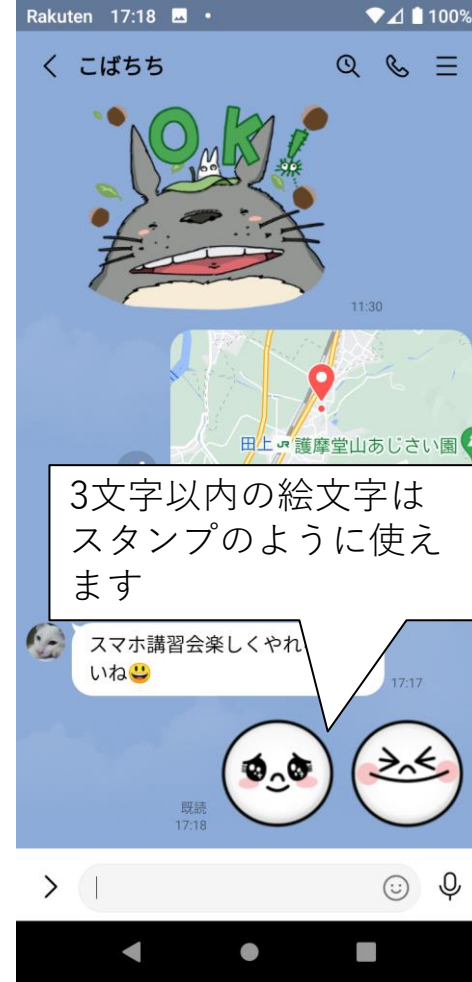 Rakuten 17:18 100%
こばちち
OK!
11:30
田上 JR 護摩堂山あじさい園
3文字以内の絵文字は
スタンプのように使え
ます
スマホ講習会楽しくやれ
いね😃
17:17
既読
17:18